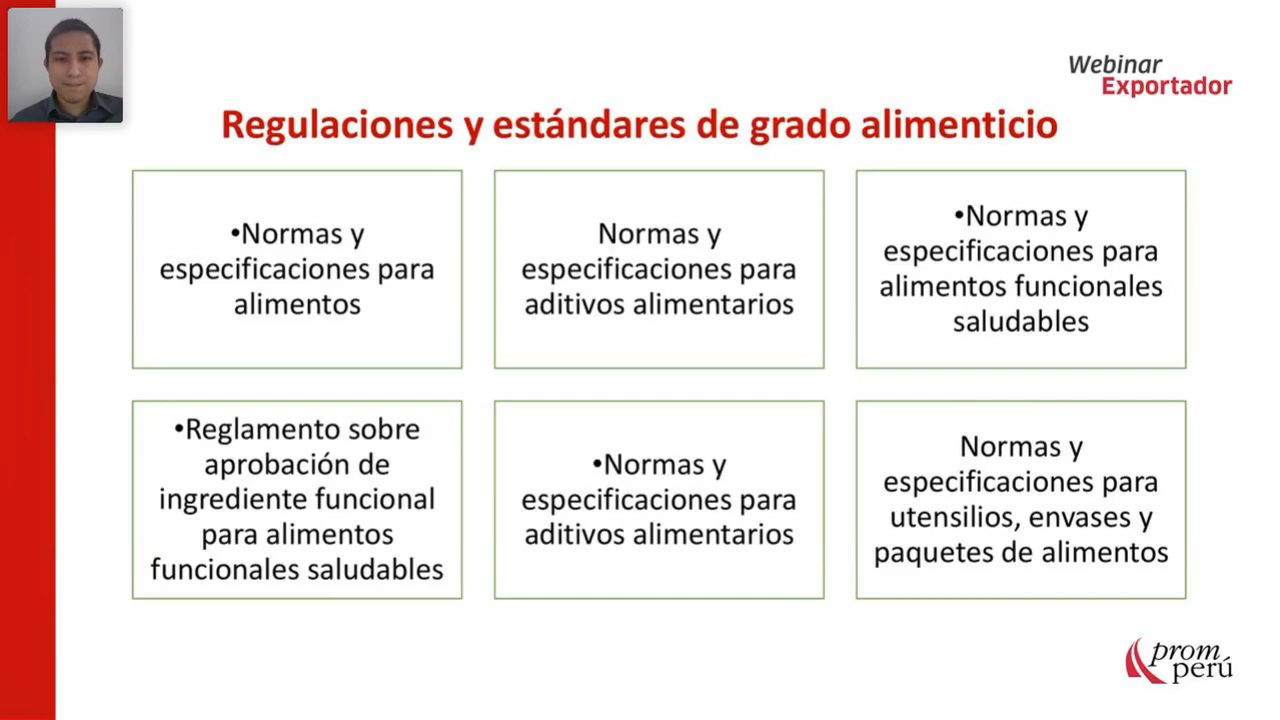 Webinar
Exportador
Regulaciones y estándares de grado alimenticio
•Normas y
especificaciones para
alimentos
Normas y
especificaciones para
aditivos alimentarios
•Normas y
especificaciones para
alimentos funcionales
saludables
•Reglamento sobre
aprobación de
ingrediente funcional
para alimentos
funcionales saludables
•Normas y
especificaciones para
aditivos alimentarios
Normas y
especificaciones para
utensilios, envases y
paquetes de alimentos
prom
perú